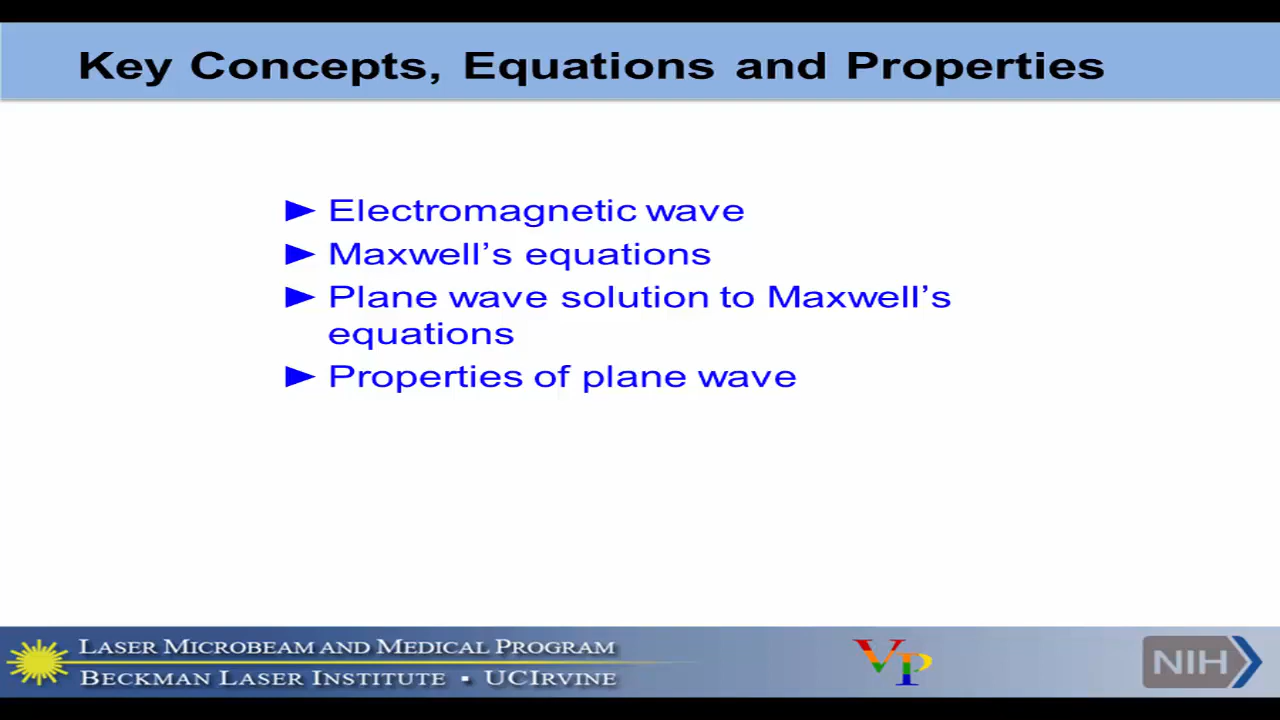 Key Concepts, Equations and Properties
► Electromagnetic wave
► Maxwell’s equations
► Plane wave solution to Maxwell’s
equations
► Properties of plane wave
LASER MICROBEAM AND MEDICAL PROGRAM
BECKMAN LASER INSTITUTE ▪ UCIRVINE
VP
NIH